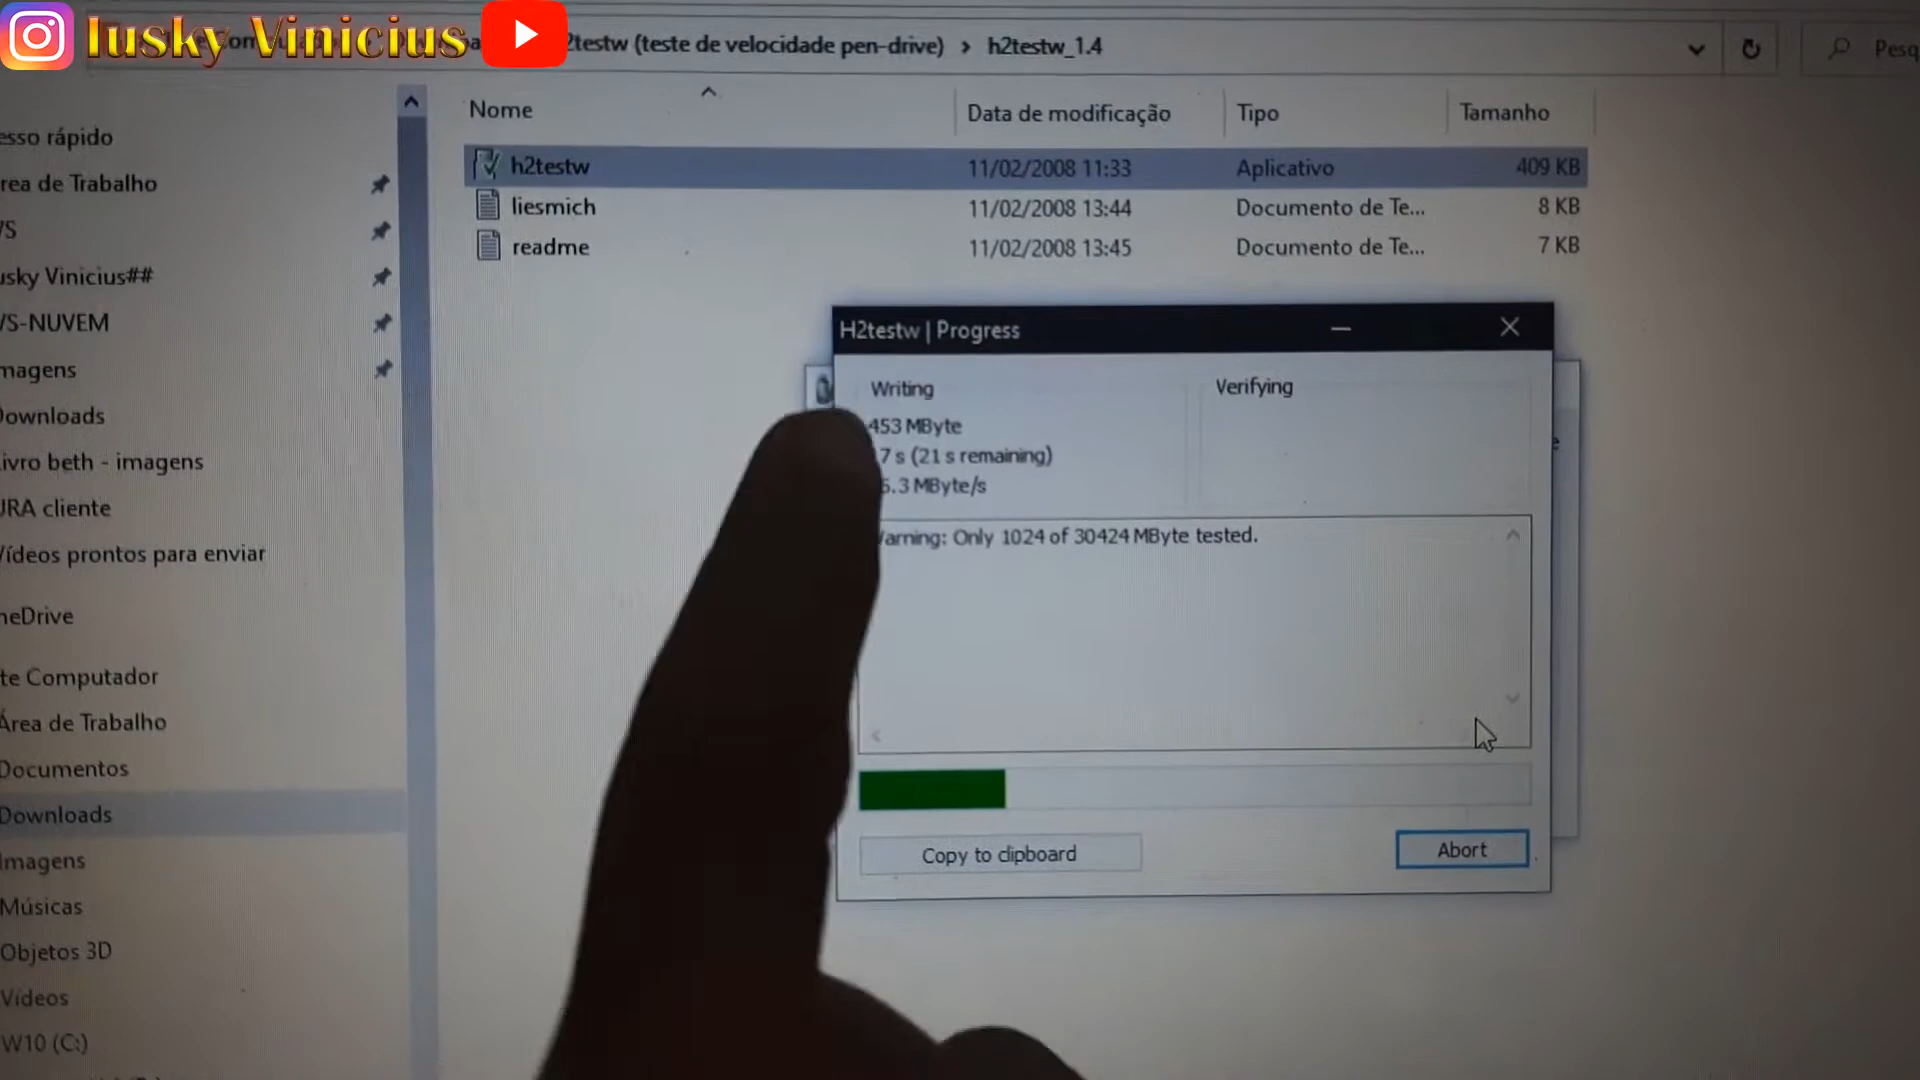 Iusky Vinicius
2testw (teste de velocidade pen-drive) › h2testw_1.4
Pesq
Nome
Data de modificação
Tipo
Tamanho
h2testw
11/02/2008 11:33
Aplicativo
409 KB
liesmich
11/02/2008 13:44
Documento de Te...
8 KB
readme
11/02/2008 13:45
Documento de Te...
7 KB
esso rápido
rea de Trabalho
VS
usky Vinicius##
VS-NUVEM
magens
Downloads
ivro beth - imagens
URA cliente
Vídeos prontos para enviar
neDrive
te Computador
Área de Trabalho
Documentos
Downloads
Imagens
Músicas
Objetos 3D
Vídeos
W10 (C:)
H2testw | Progress
Writing
453 MByte
7 s (21 s remaining)
5.3 MByte/s
Verifying
arning: Only 1024 of 30424 MByte tested.
Copy to clipboard
Abort